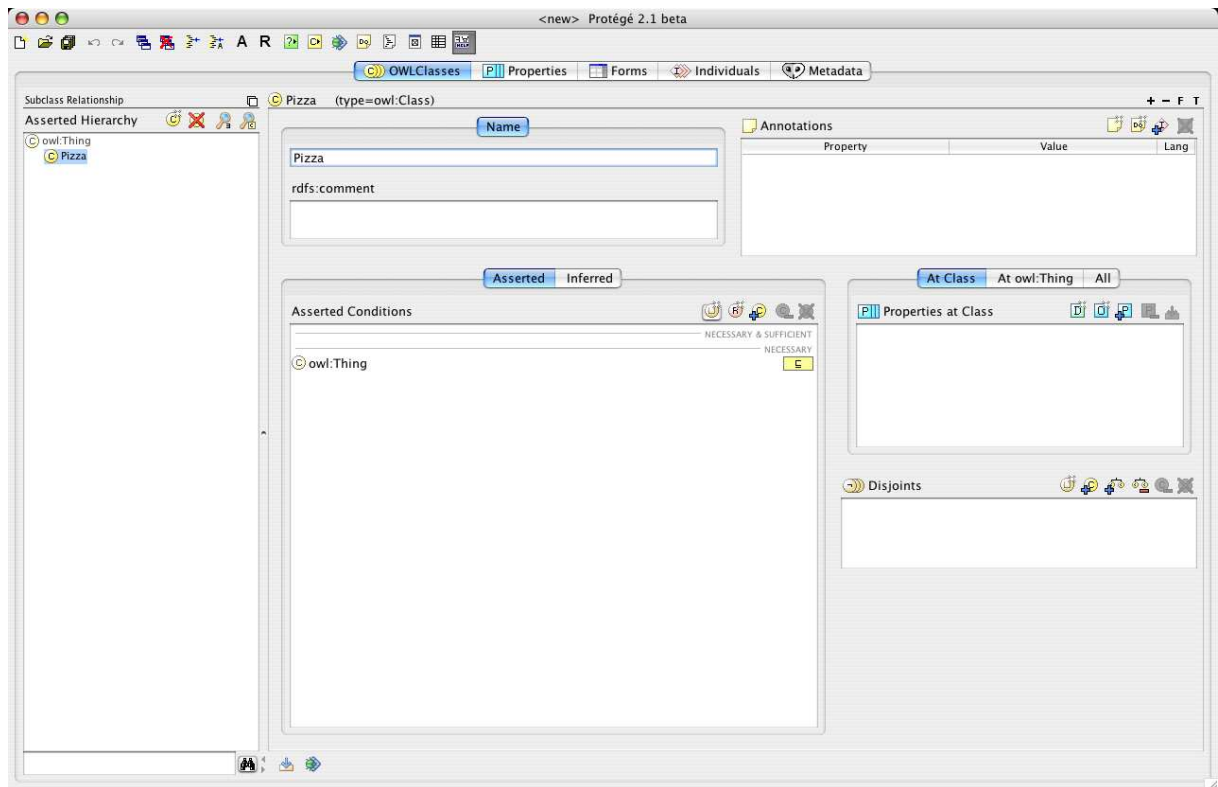 <new> Protégé 2.1 beta
A R
OWLClasses Properties Forms Individuals Metadata
Subclass Relationship
Asserted Hierarchy
owl:Thing
Pizza
Pizza (type=owl:Class)
+ - F T
Name
Pizza
rdfs:comment
Annotations
Property Value Lang
Asserted Inferred
Asserted Conditions
NECESSARY & SUFFICIENT
NECESSARY
owl:Thing
At Class At owl:Thing All
Properties at Class
Disjoints